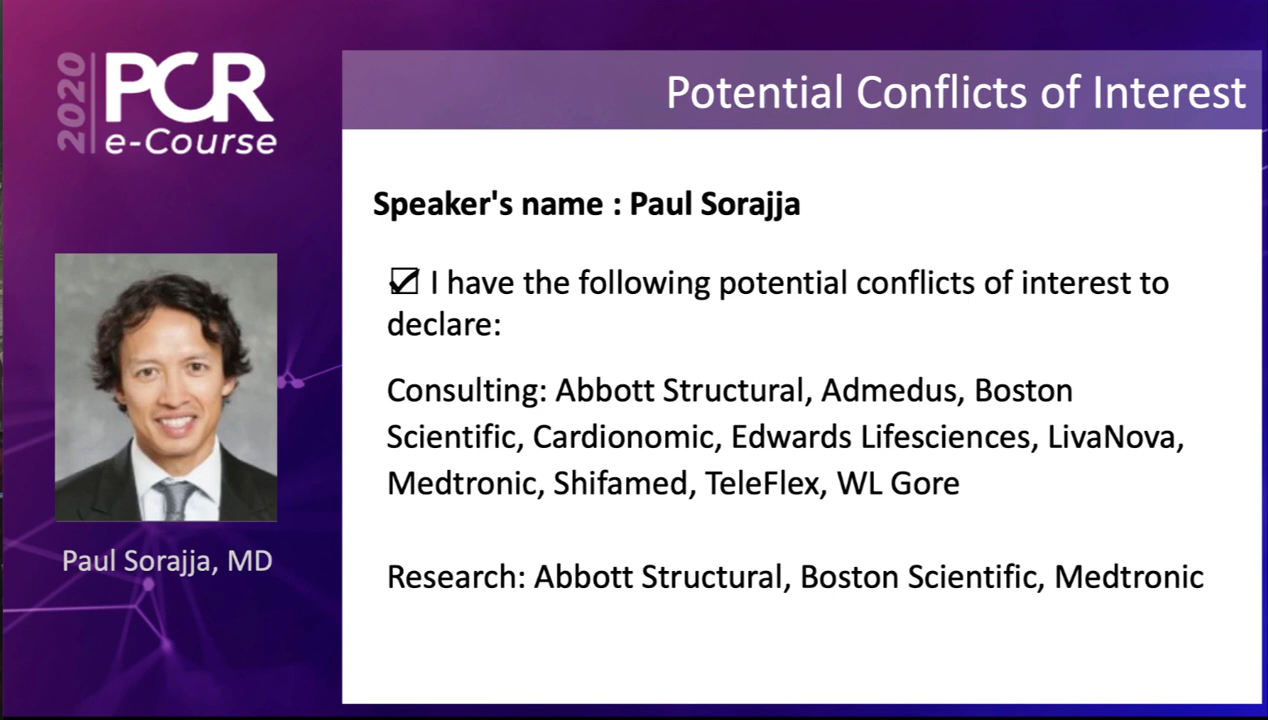 2020
PCR
e-Course
Potential Conflicts of Interest
Speaker's name : Paul Sorajja
☑ I have the following potential conflicts of interest to
declare:
Consulting: Abbott Structural, Admedus, Boston
Scientific, Cardionomic, Edwards Lifesciences, LivaNova,
Medtronic, Shifamed, TeleFlex, WL Gore
Research: Abbott Structural, Boston Scientific, Medtronic
Paul Sorajja, MD